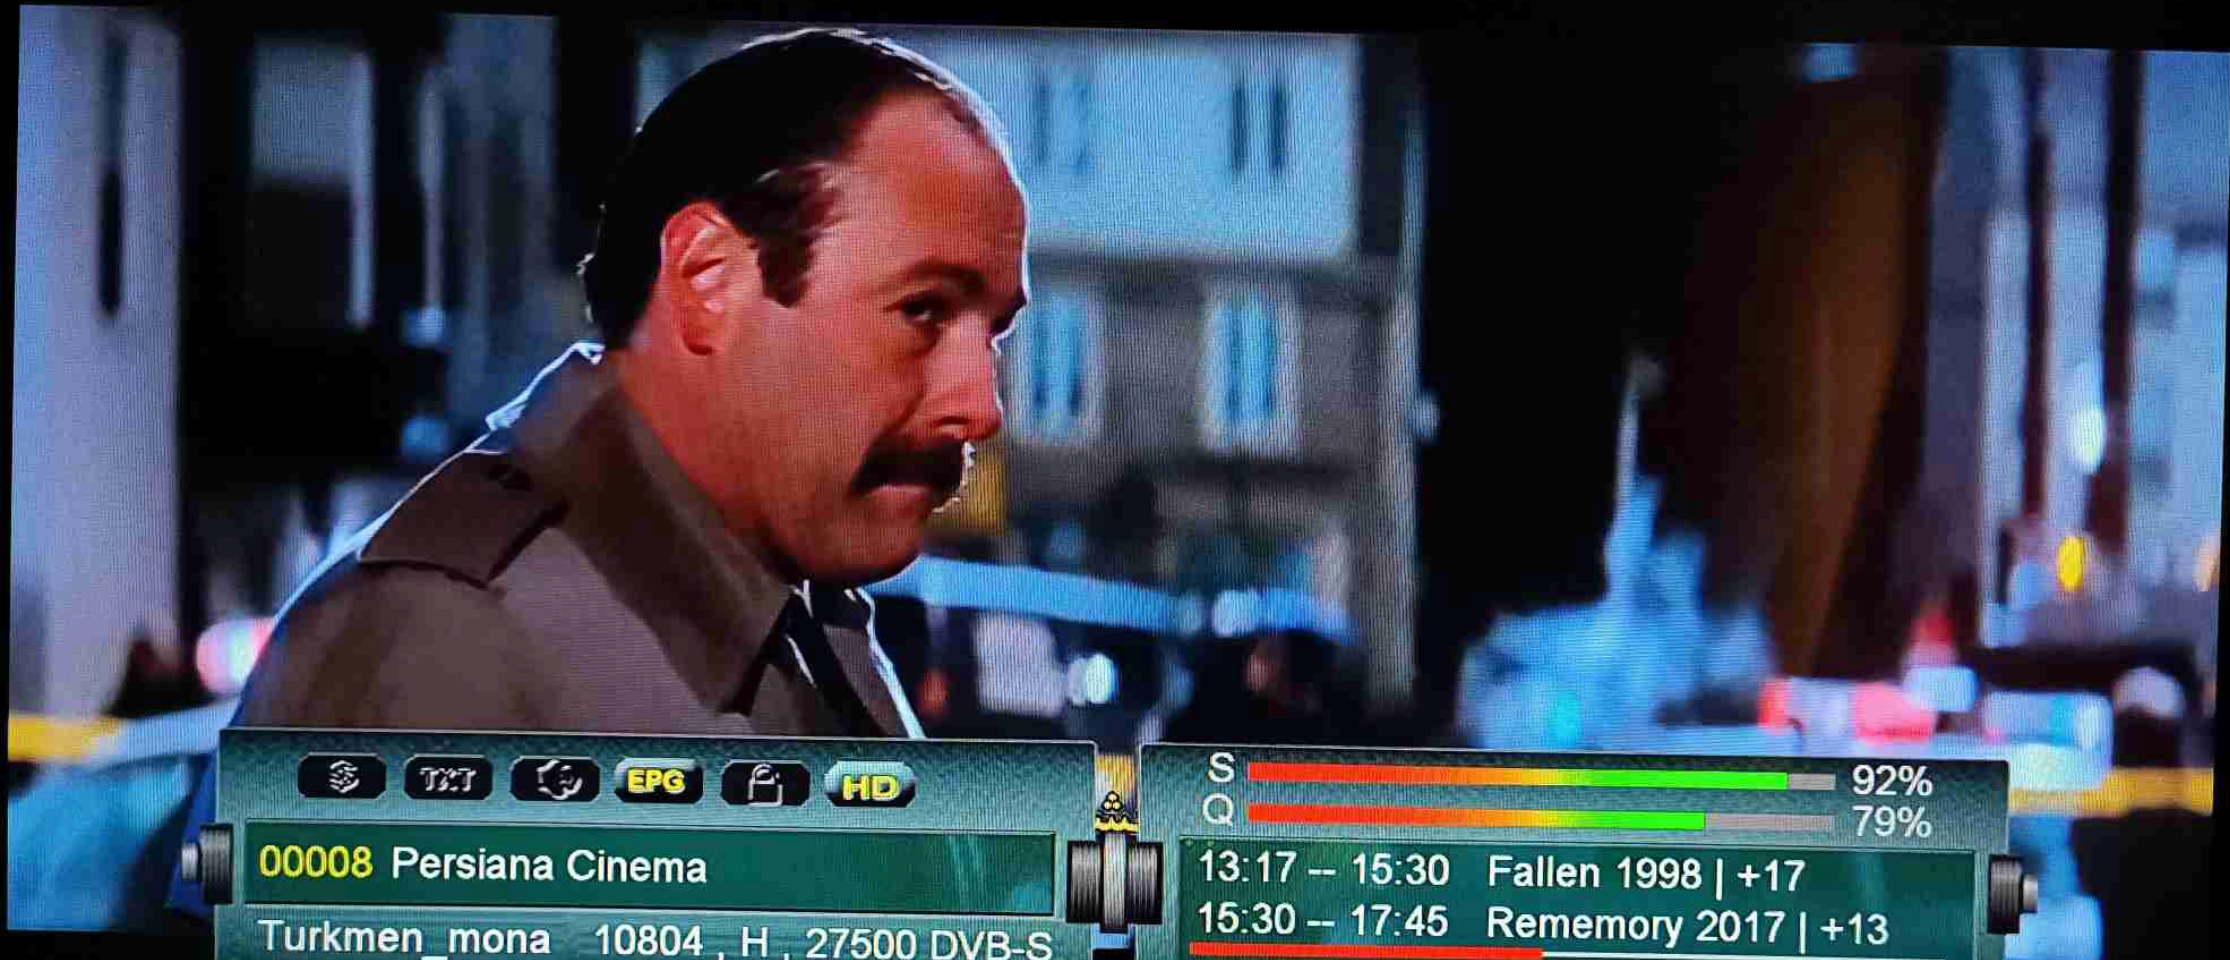 TXT EPG HD
00008 Persiana Cinema
Turkmen_mona 10804 , H , 27500 DVB-S
S 92%
Q 79%
13:17 -- 15:30 Fallen 1998 | +17
15:30 -- 17:45 Rememory 2017 | +13